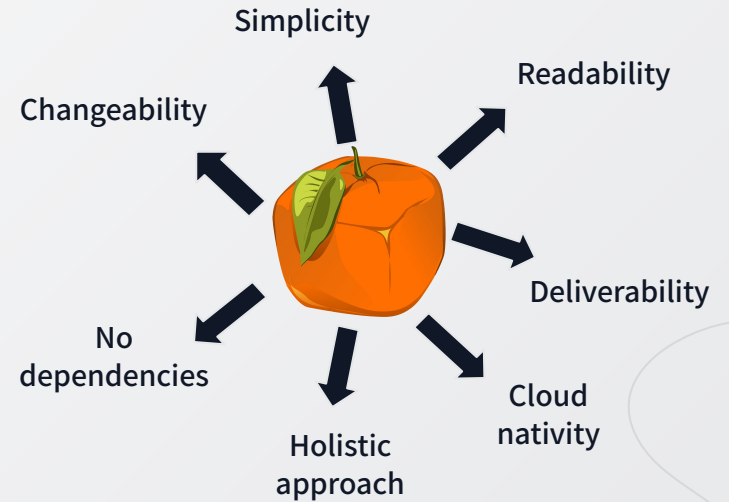 Simplicity
Readability
Changeability
Deliverability
No
dependencies
Cloud
nativity
Holistic
approach